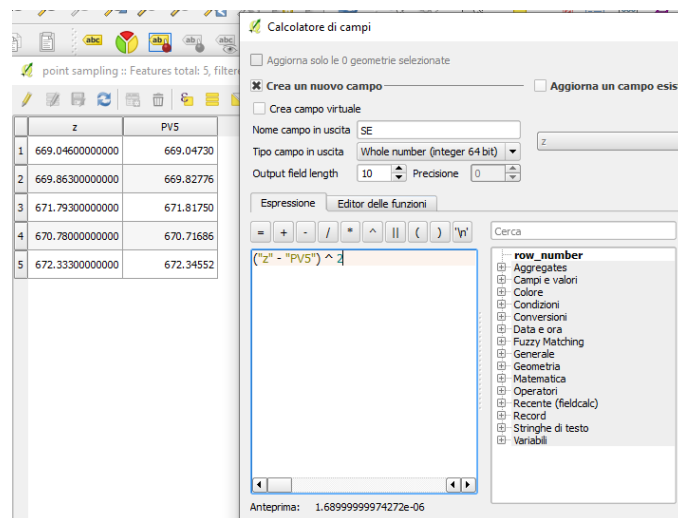 abc
ab
ab
abc
point sampling :: Features total: 5, filtere
z PV5
1 669.04600000000 669.04730
2 669.86300000000 669.82776
3 671.79300000000 671.81750
4 670.78000000000 670.71686
5 672.33300000000 672.34552
Calcolatore di campi
Aggiorna solo le 0 geometrie selezionate
Crea un nuovo campo
Aggiorna un campo esis
Crea campo virtuale
Nome campo in uscita SE
z
Tipo campo in uscita Whole number (integer 64 bit)
Output field length 10 Precisione 0
Espressione Editor delle funzioni
= + - / * ^ || ( ) '\n'
Cerca
("z" - "PV5") ^ 2
row_number
Aggregates
Campi e valori
Colore
Condizioni
Conversioni
Data e ora
Fuzzy Matching
Generale
Geometria
Matematica
Operatori
Recente (fieldcalc)
Record
Stringhe di testo
Variabili
Anteprima: 1.68999999974272e-06